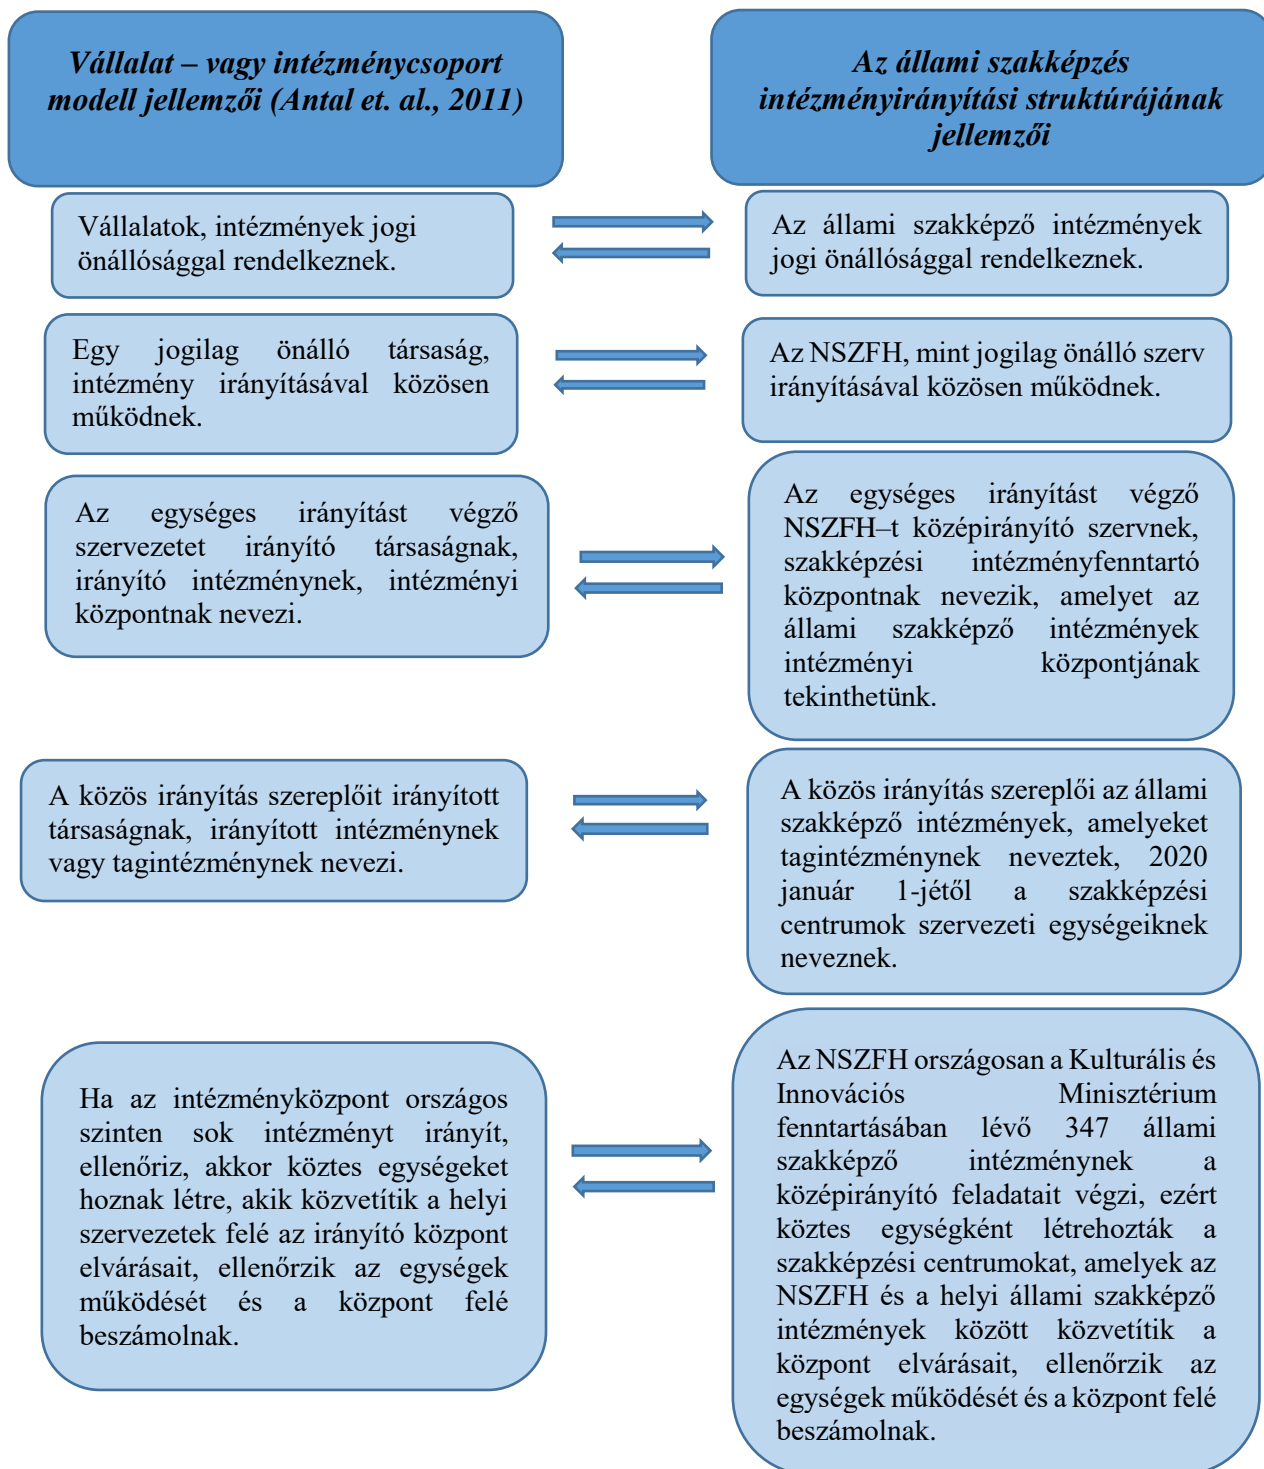 Vállalat – vagy intézménycsoport
modell jellemzői (Antal et. al., 2011)
Az állami szakképzés
intézményirányítási struktúrájának
jellemzői
Vállalatok, intézmények jogi
önállósággal rendelkeznek.
Az állami szakképző intézmények
jogi önállósággal rendelkeznek.
Egy jogilag önálló társaság,
intézmény irányításával közösen
működnek.
Az NSZFH, mint jogilag önálló szerv
irányításával közösen működnek.
Az egységes irányítást végző
szervezetet irányító társaságnak,
irányító intézménynek, intézményi
központnak nevezi.
Az egységes irányítást végző
NSZFH–t középirányító szervnek,
szakképzési intézményfenntartó
központnak nevezik, amelyet az
állami szakképző intézmények
intézményi központjának
tekinthetünk.
A közös irányítás szereplőit irányított
társaságnak, irányított intézménynek
vagy tagintézménynek nevezi.
A közös irányítás szereplői az állami
szakképző intézmények, amelyeket
tagintézménynek neveztek, 2020
január 1-jétől a szakképzési
centrumok szervezeti egységeiknek
neveznek.
Ha az intézményközpont országos
szinten sok intézményt irányít,
ellenőriz, akkor köztes egységeket
hoznak létre, akik közvetítik a helyi
szervezetek felé az irányító központ
elvárásait, ellenőrzik az egységek
működését és a központ felé
beszámolnak.
Az NSZFH országosan a Kulturális és
Innovációs Minisztérium
fenntartásában lévő 347 állami
szakképző intézménynek a
középirányító feladatait végzi, ezért
köztes egységként létrehozták a
szakképzési centrumokat, amelyek az
NSZFH és a helyi állami szakképző
intézmények között közvetítik a
központ elvárásait, ellenőrzik az
egységek működését és a központ felé
beszámolnak.